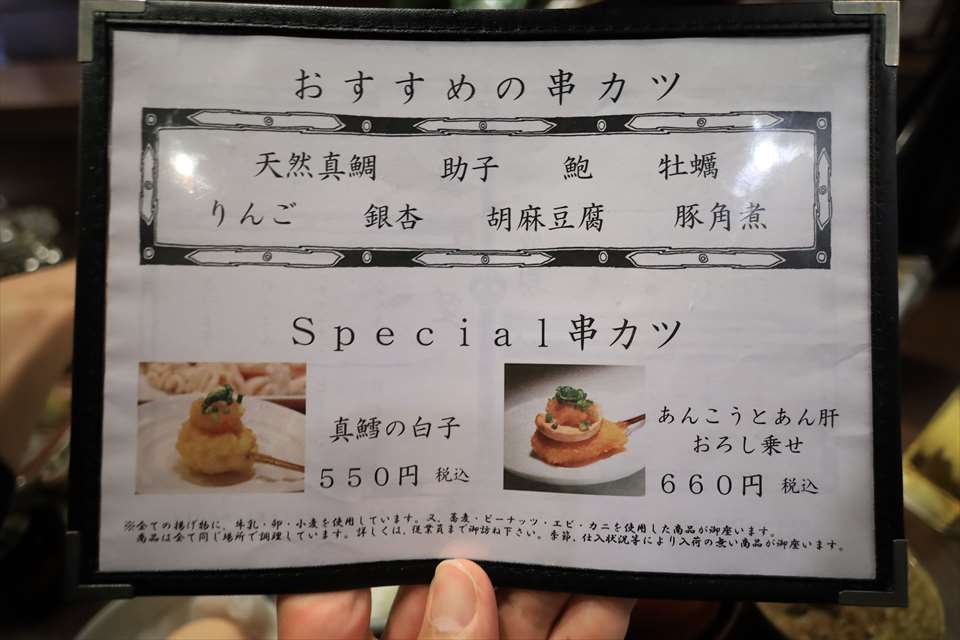 おすすめの串カツ
天然真鯛　助子　鮑　牡蠣
りんご　銀杏　胡麻豆腐　豚角煮
Special串カツ
真鱈の白子
550円 税込
あんこうとあん肝
おろし乗せ
660円 税込
※全ての揚げ物に、牛乳・卵・小麦を使用しています。又、蕎麦・ピーナッツ・エビ・カニを使用した商品が御座います。
商品は全て同じ場所で調理しています。詳しくは、従業員まで御訪ね下さい。季節、仕入状況等により入荷の無い商品が御座います。